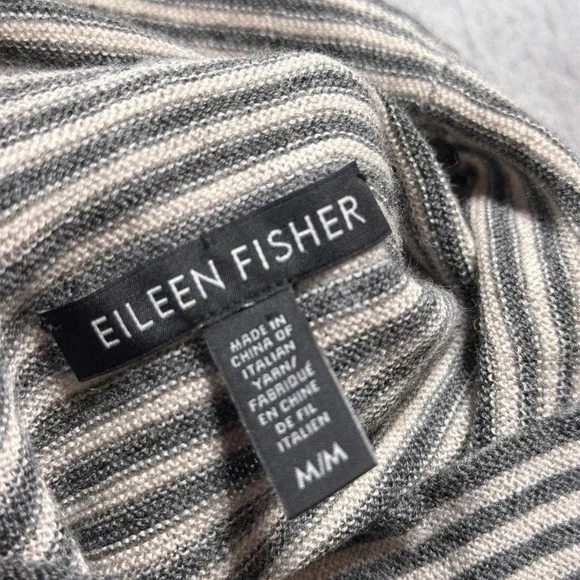 EILEEN FISHER
MADE IN
CHINA OF
ITALIAN
YARN/
FABRIQUÉ
EN CHINE
DE FIL
ITALIEN
M/M